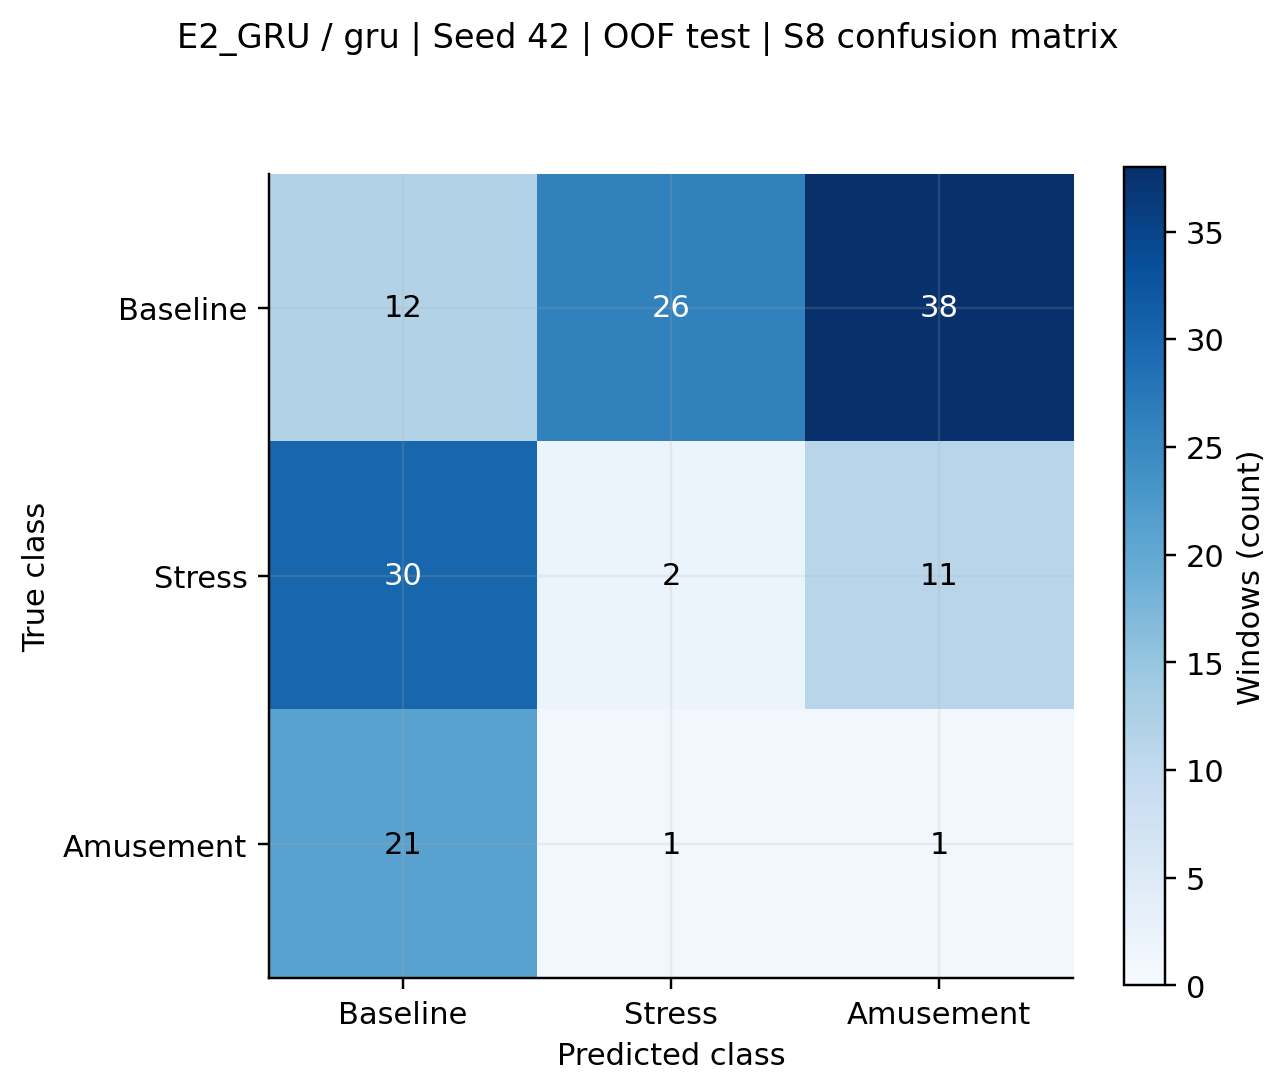 E2_GRU / gru | Seed 42 | OOF test | S8 confusion matrix
Baseline
12
26
38
Stress
30
2
11
Amusement
21
1
1
Baseline
Stress
Amusement
Predicted class
True class
35
30
25
20
15
10
5
0
Windows (count)